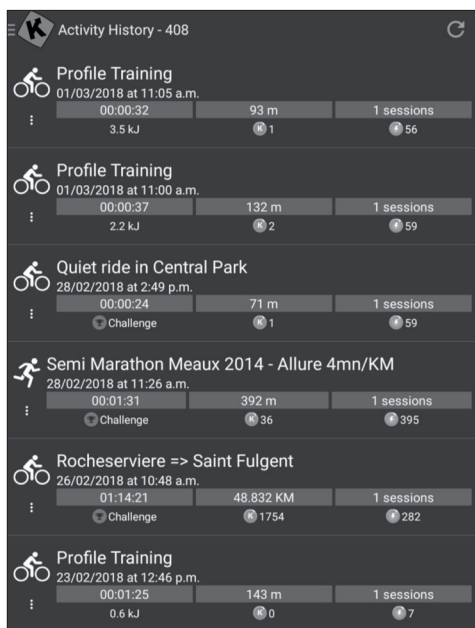 K Activity History - 408
Profile Training
01/03/2018 at 11:05 a.m.
00:00:32 93 m 1 sessions
3.5 kJ K 1 56
Profile Training
01/03/2018 at 11:00 a.m.
00:00:37 132 m 1 sessions
2.2 kJ K 2 59
Quiet ride in Central Park
28/02/2018 at 2:49 p.m.
00:00:24 71 m 1 sessions
Challenge K 1 59
Semi Marathon Meaux 2014 - Allure 4mn/KM
28/02/2018 at 11:26 a.m.
00:01:31 392 m 1 sessions
Challenge K 36 395
Rocheserviere => Saint Fulgent
26/02/2018 at 10:48 a.m.
01:14:21 48.832 KM 1 sessions
Challenge K 1754 282
Profile Training
23/02/2018 at 12:46 p.m.
00:01:25 143 m 1 sessions
0.6 kJ K 0 7